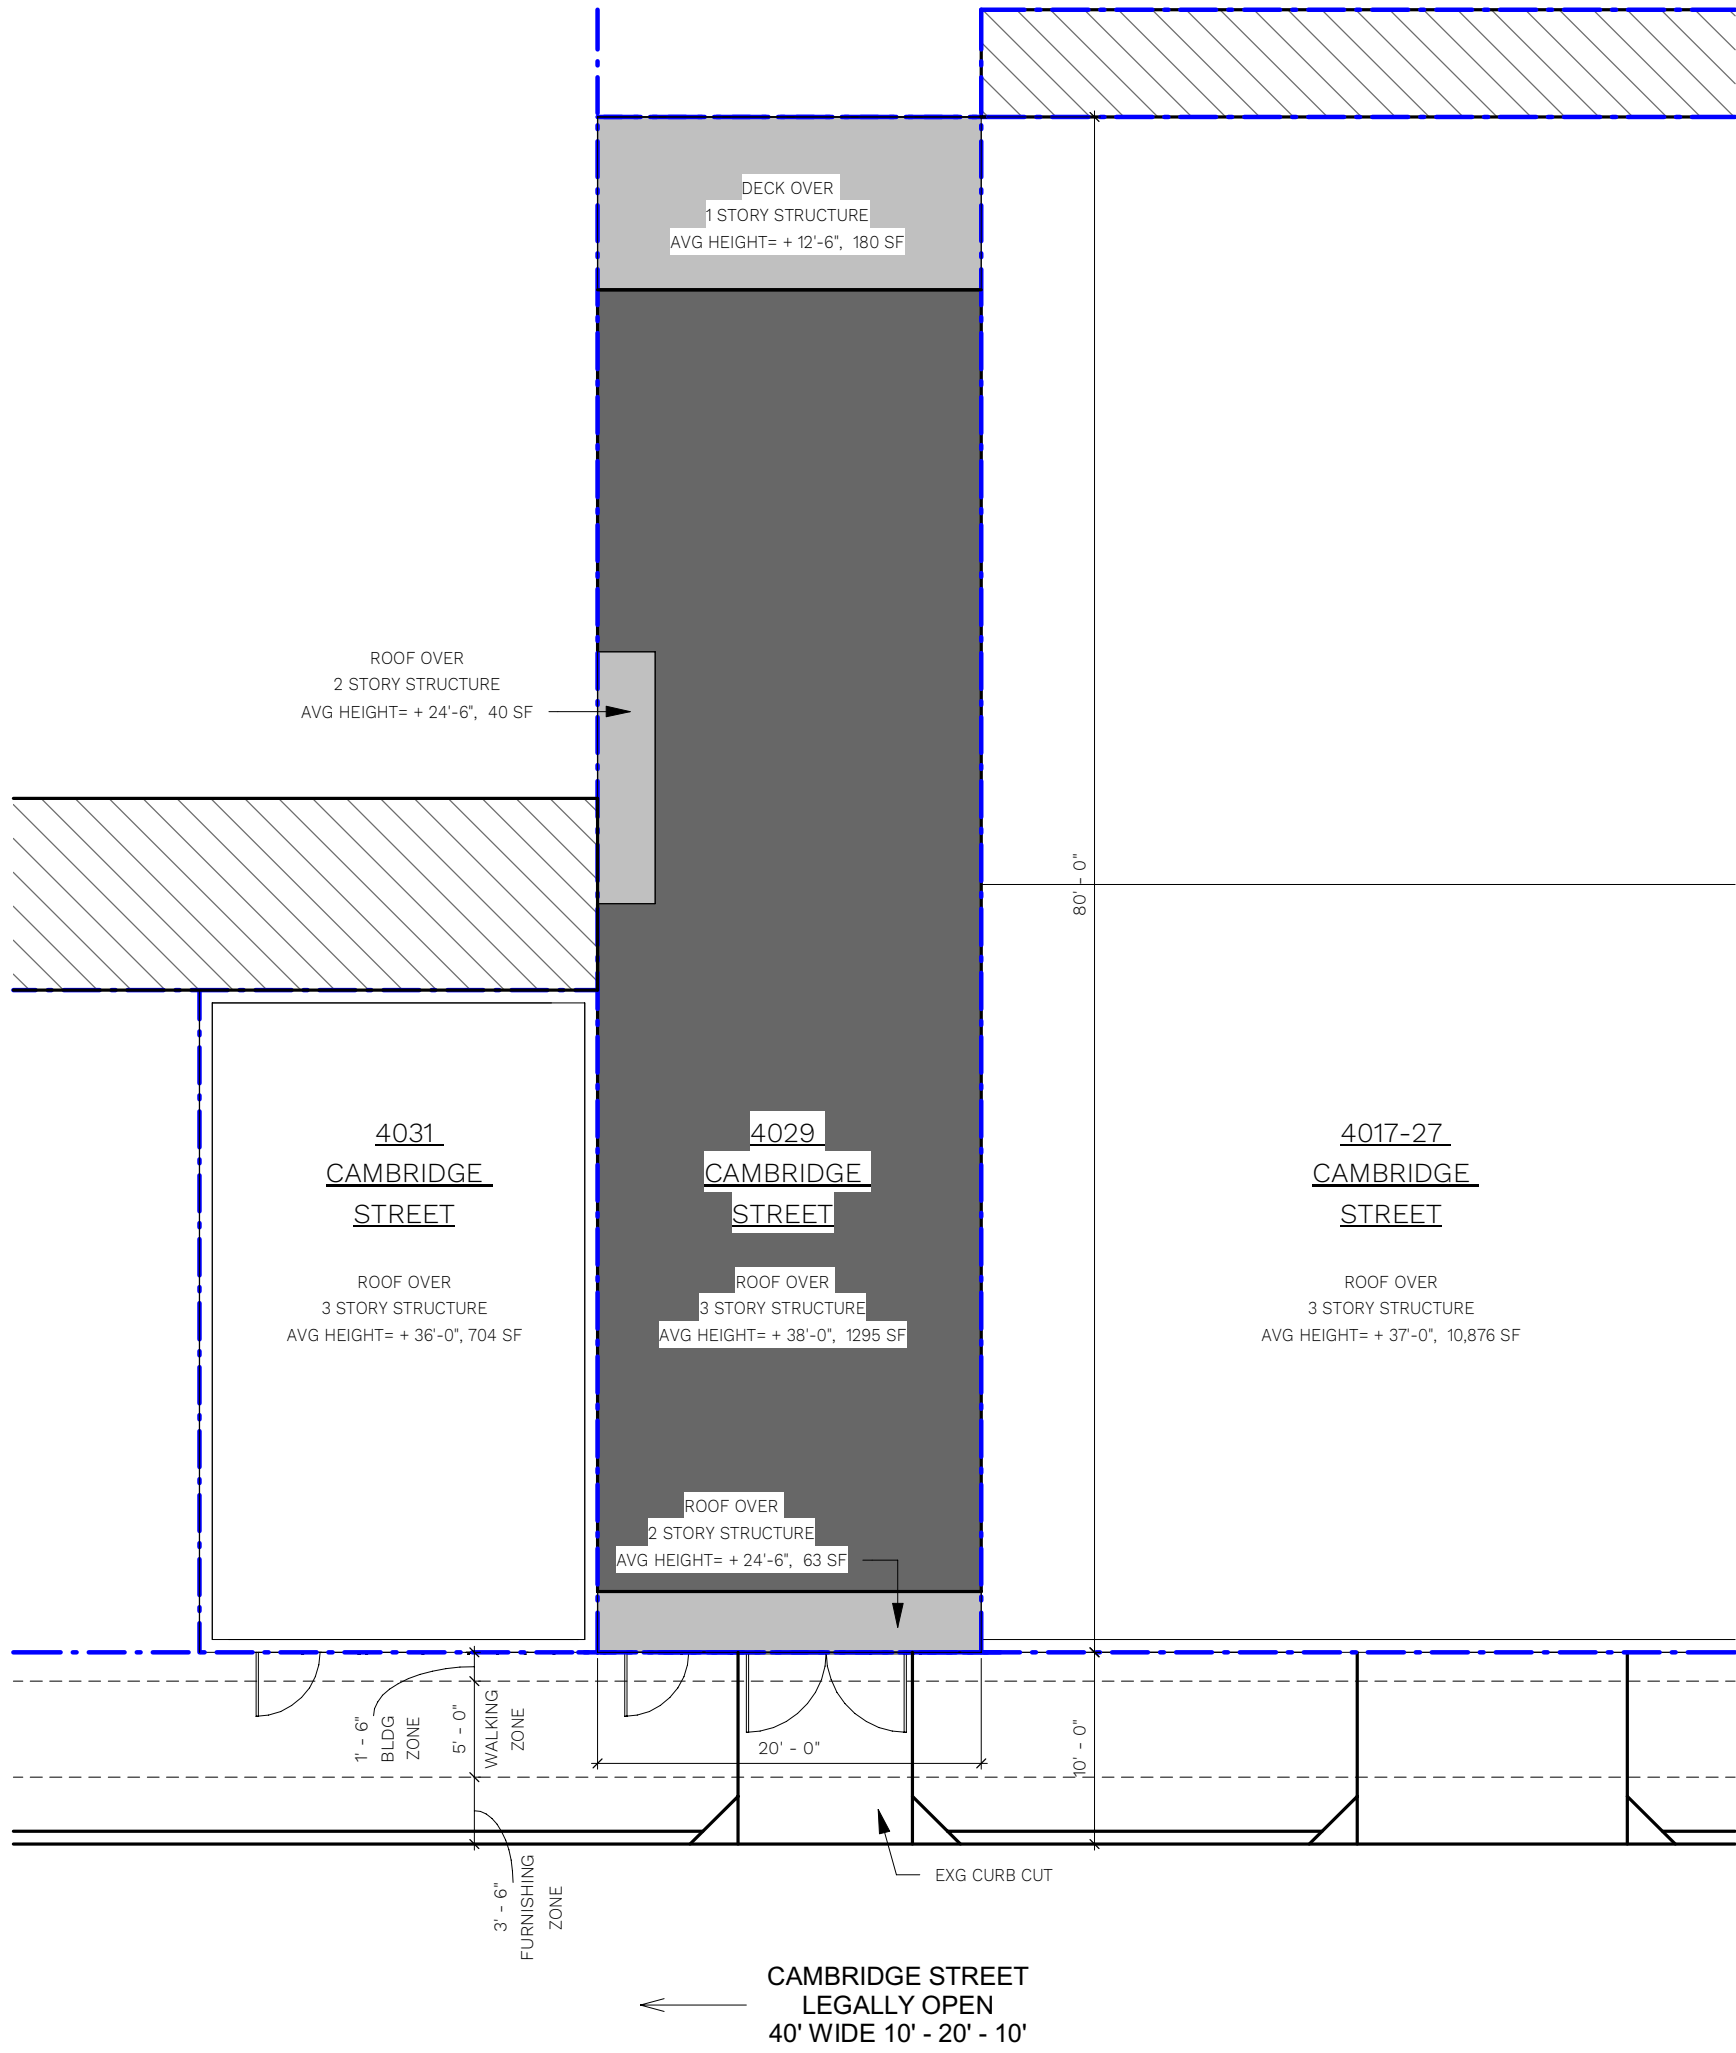 DECK OVER
1 STORY STRUCTURE
AVG HEIGHT= + 12'-6", 180 SF
ROOF OVER
2 STORY STRUCTURE
AVG HEIGHT= + 24'-6", 40 SF
80' - 0"
4031
CAMBRIDGE
STREET
ROOF OVER
3 STORY STRUCTURE
AVG HEIGHT= + 36'-0", 704 SF
4029
CAMBRIDGE
STREET
ROOF OVER
3 STORY STRUCTURE
AVG HEIGHT= + 38'-0", 1295 SF
4017-27
CAMBRIDGE
STREET
ROOF OVER
3 STORY STRUCTURE
AVG HEIGHT= + 37'-0", 10,876 SF
ROOF OVER
2 STORY STRUCTURE
AVG HEIGHT= + 24'-6", 63 SF
1' - 6"
BLDG
ZONE
5' - 0"
WALKING
ZONE
20' - 0"
10' - 0"
3' - 6"
FURNISHING
ZONE
EXG CURB CUT
CAMBRIDGE STREET
LEGALLY OPEN
40' WIDE 10' - 20' - 10'